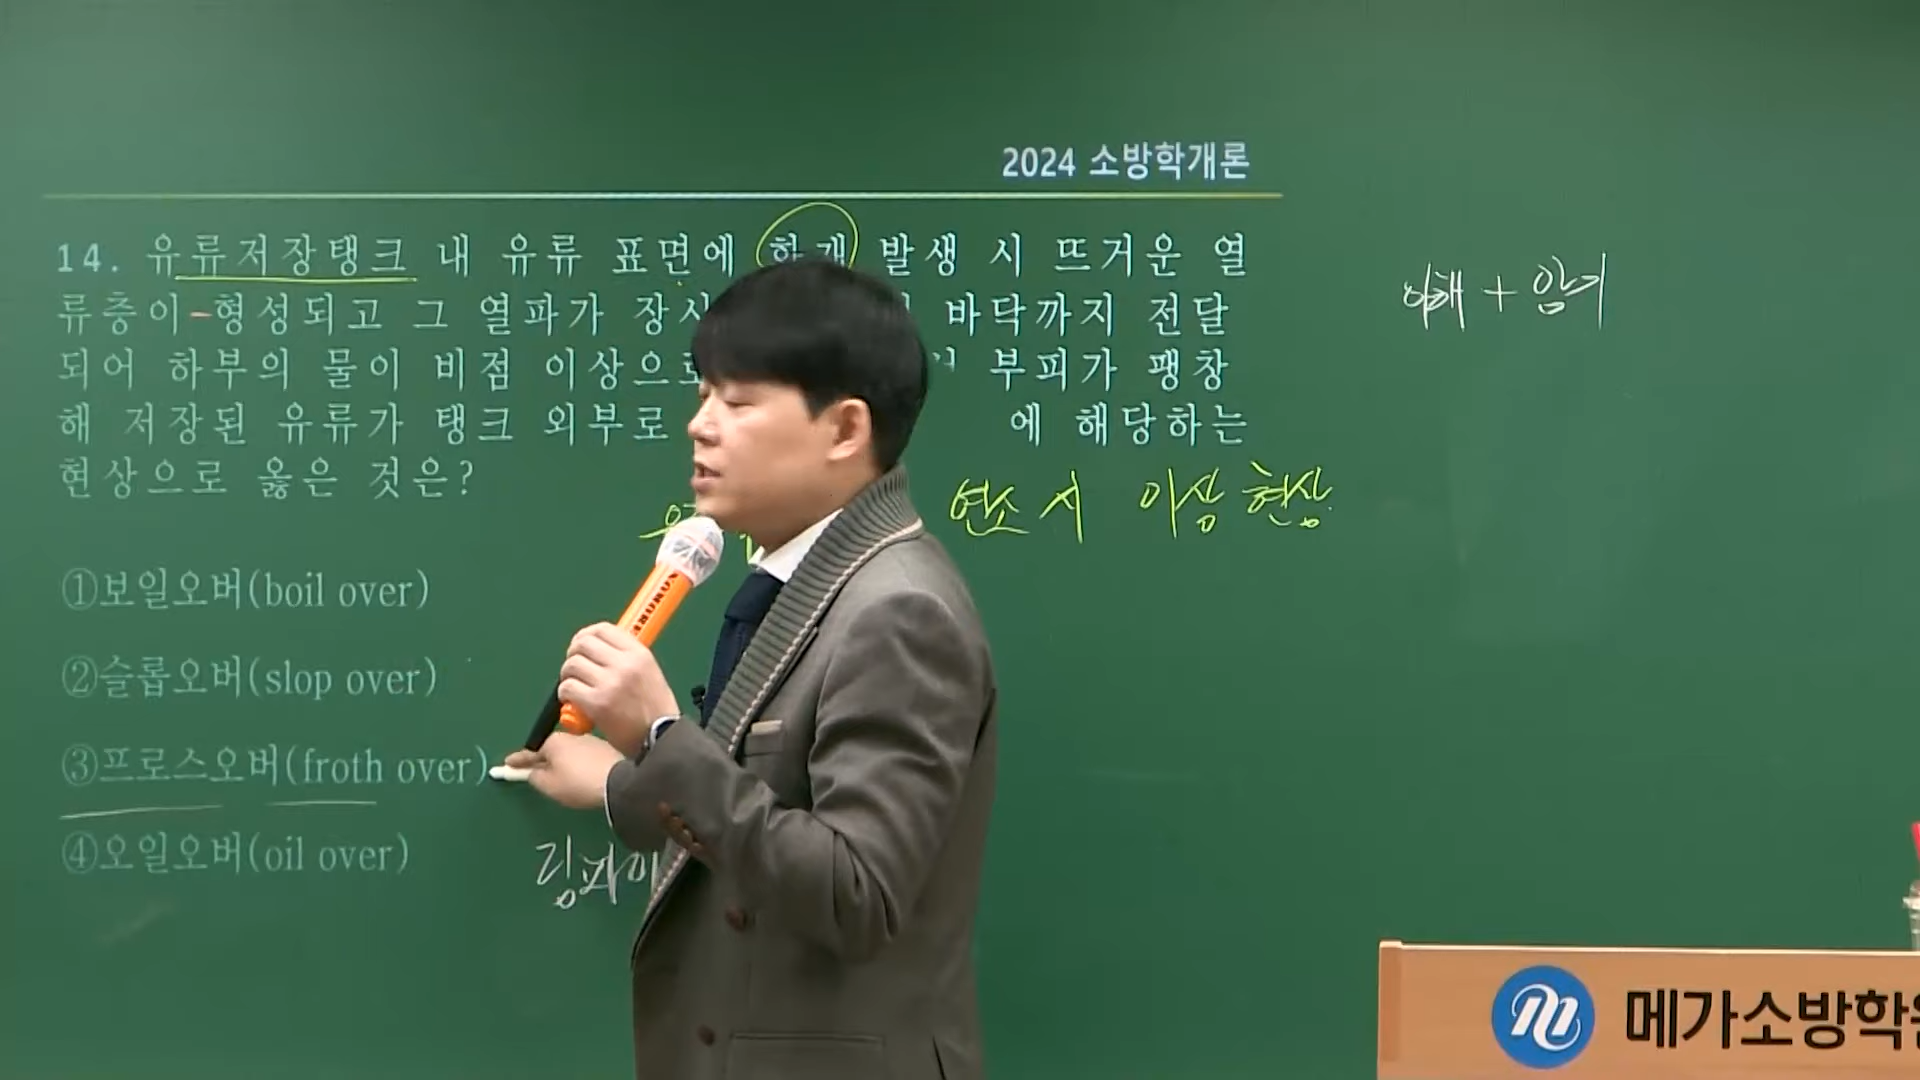 2024 소방학개론
14. 유류저장탱크 내 유류 표면에 화재 발생 시 뜨거운 열
류층이 형성되고 그 열파가 장시 바닥까지 전달
되어 하부의 물이 비점 이상으로 부피가 팽창
해 저장된 유류가 탱크 외부로 에 해당하는
현상으로 옳은 것은?
이해 + 암기
연소 시 이상 현상
①보일오버(boil over)
②슬롭오버(slop over)
③프로스오버(froth over)
④오일오버(oil over)
링파이
메가소방학원